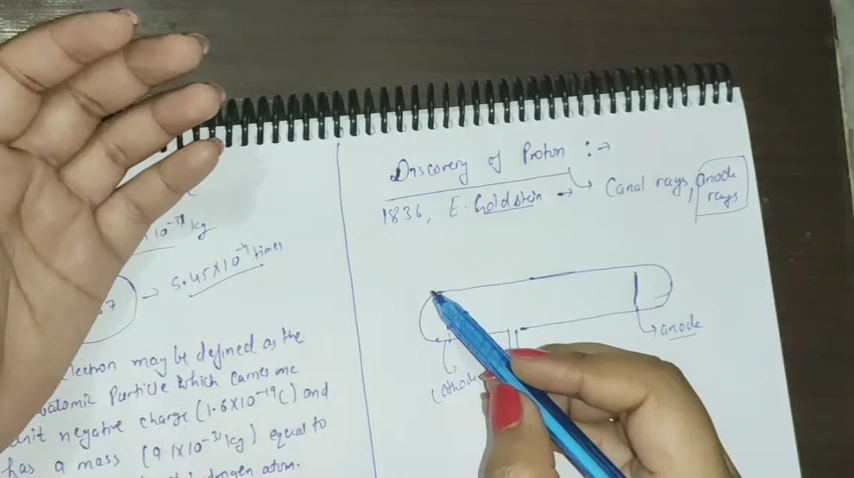 ×10⁻³¹ kg
→ 5.45×10⁻⁴ times
electron may be defined as the
Particle which carries one
unit negative charge (1.6×10⁻¹⁹C) and
has a mass (9.1×10⁻³¹kg) equal to
atom.
Discovery of Proton :→
→ Canal rays, anode
rays
1836, E. Goldstein →
→ anode
Cathode